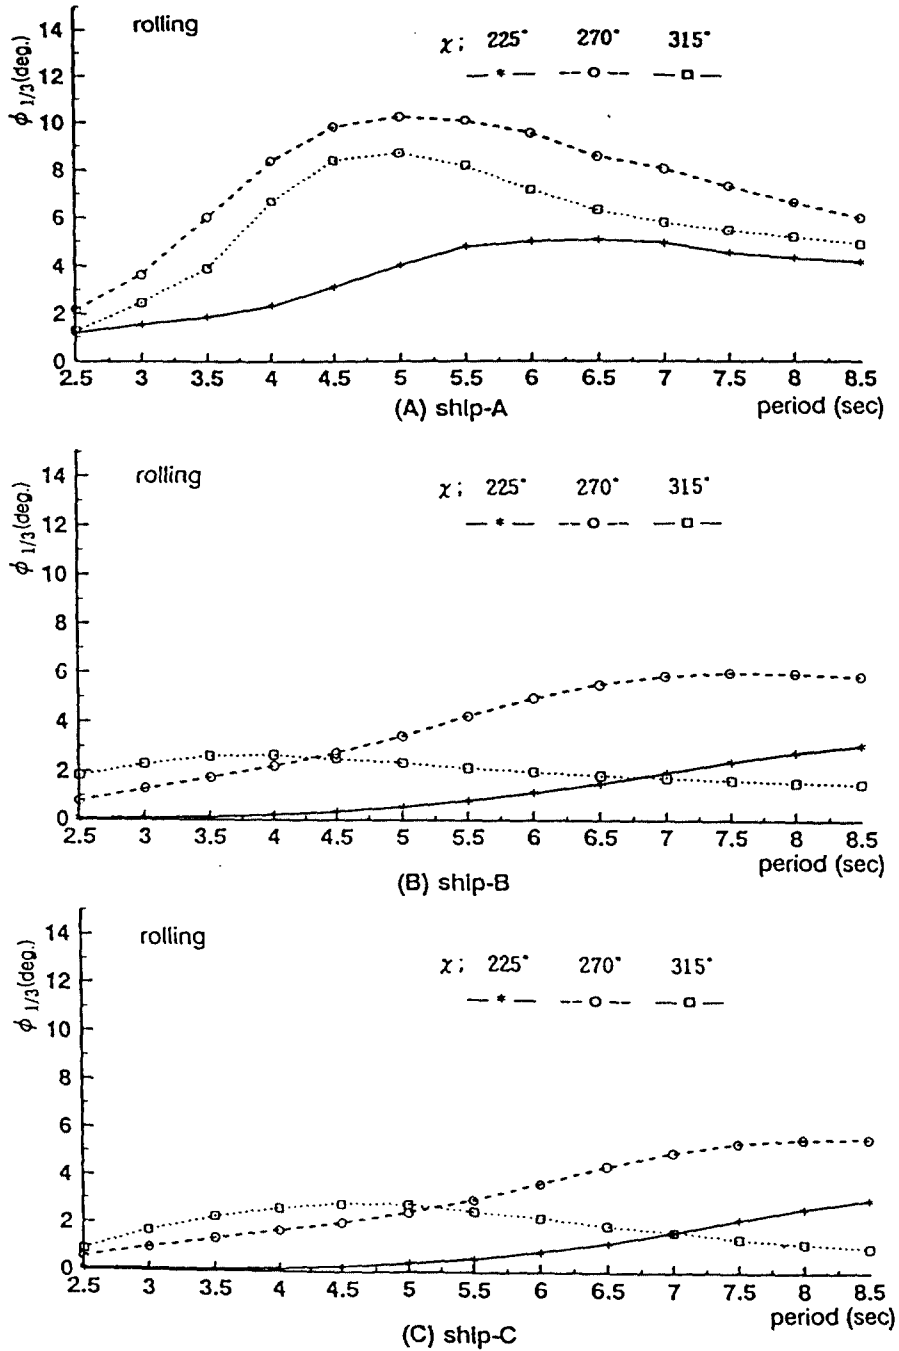 rolling
χ; 225° 270° 315°
ϕ 1/3(deg.)
14
12
10
8
6
4
2
0
2.5 3 3.5 4 4.5 5 5.5 6 6.5 7 7.5 8 8.5
(A) ship-A
period (sec)
rolling
χ; 225° 270° 315°
ϕ 1/3(deg.)
14
12
10
8
6
4
2
0
2.5 3 3.5 4 4.5 5 5.5 6 6.5 7 7.5 8 8.5
period (sec)
(B) ship-B
rolling
χ; 225° 270° 315°
ϕ 1/3(deg.)
14
12
10
8
6
4
2
0
2.5 3 3.5 4 4.5 5 5.5 6 6.5 7 7.5 8 8.5
period (sec)
(C) ship-C